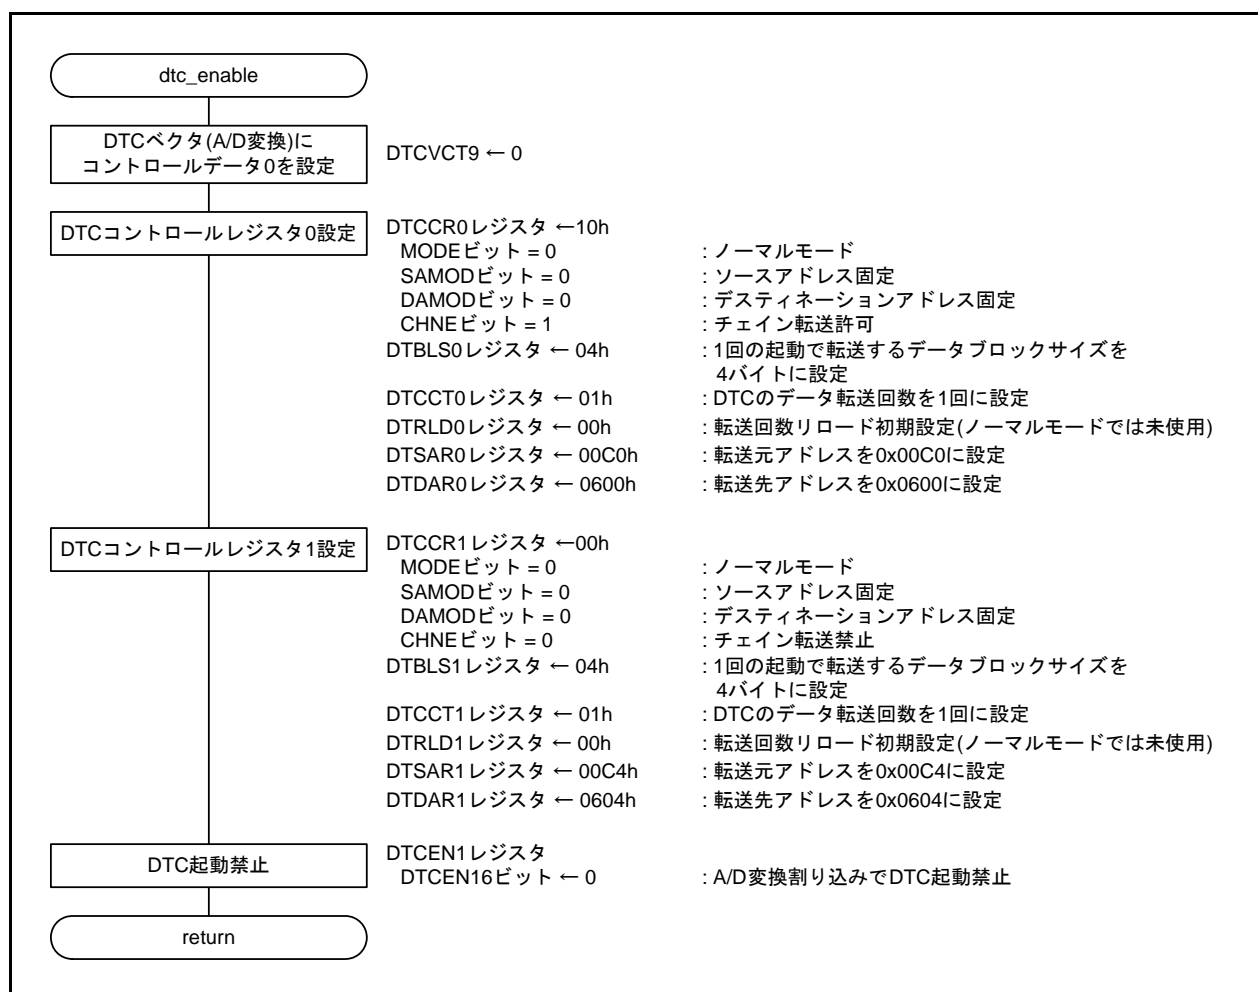 dtc_enable
DTCベクタ(A/D変換)に
コントロールデータ0を設定
DTCVCT9 ← 0
DTCコントロールレジスタ0設定
DTCCR0レジスタ ←10h
MODEビット = 0 : ノーマルモード
SAMODビット = 0 : ソースアドレス固定
DAMODビット = 0 : デスティネーションアドレス固定
CHNEビット = 1 : チェイン転送許可
DTBLS0レジスタ ← 04h : 1回の起動で転送するデータブロックサイズを
4バイトに設定
DTCCT0レジスタ ← 01h : DTCのデータ転送回数を1回に設定
DTRLD0レジスタ ← 00h : 転送回数リロード初期設定(ノーマルモードでは未使用)
DTSAR0レジスタ ← 00C0h : 転送元アドレスを0x00C0に設定
DTDAR0レジスタ ← 0600h : 転送先アドレスを0x0600に設定
DTCコントロールレジスタ1設定
DTCCR1レジスタ ←00h
MODEビット = 0 : ノーマルモード
SAMODビット = 0 : ソースアドレス固定
DAMODビット = 0 : デスティネーションアドレス固定
CHNEビット = 0 : チェイン転送禁止
DTBLS1レジスタ ← 04h : 1回の起動で転送するデータブロックサイズを
4バイトに設定
DTCCT1レジスタ ← 01h : DTCのデータ転送回数を1回に設定
DTRLD1レジスタ ← 00h : 転送回数リロード初期設定(ノーマルモードでは未使用)
DTSAR1レジスタ ← 00C4h : 転送元アドレスを0x00C4に設定
DTDAR1レジスタ ← 0604h : 転送先アドレスを0x0604に設定
DTC起動禁止
DTCEN1レジスタ
DTCEN16ビット ← 0 : A/D変換割り込みでDTC起動禁止
return